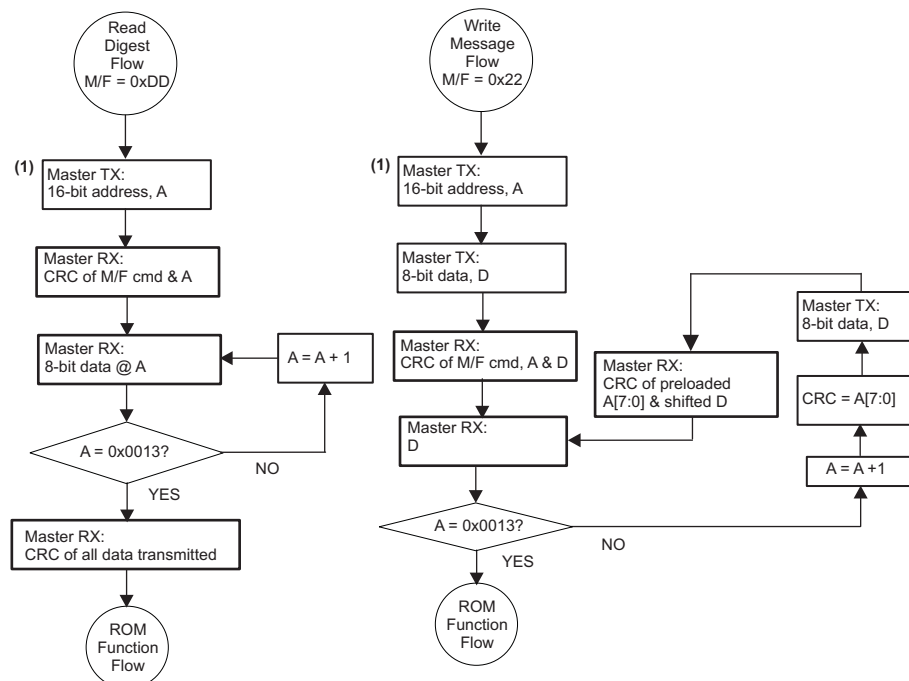 Read
Digest
Flow
M/F = 0xDD
(1)
Master TX:
16-bit address, A
Master RX:
CRC of M/F cmd & A
Master RX:
8-bit data @ A
A = A + 1
A = 0x0013?
NO
YES
Master RX:
CRC of all data transmitted
ROM
Function
Flow
Write
Message
Flow
M/F = 0x22
(1)
Master TX:
16-bit address, A
Master TX:
8-bit data, D
Master RX:
CRC of M/F cmd, A & D
Master RX:
D
A = 0x0013?
NO
YES
ROM
Function
Flow
Master RX:
CRC of preloaded
A[7:0] & shifted D
Master TX:
8-bit data, D
CRC = A[7:0]
A = A +1